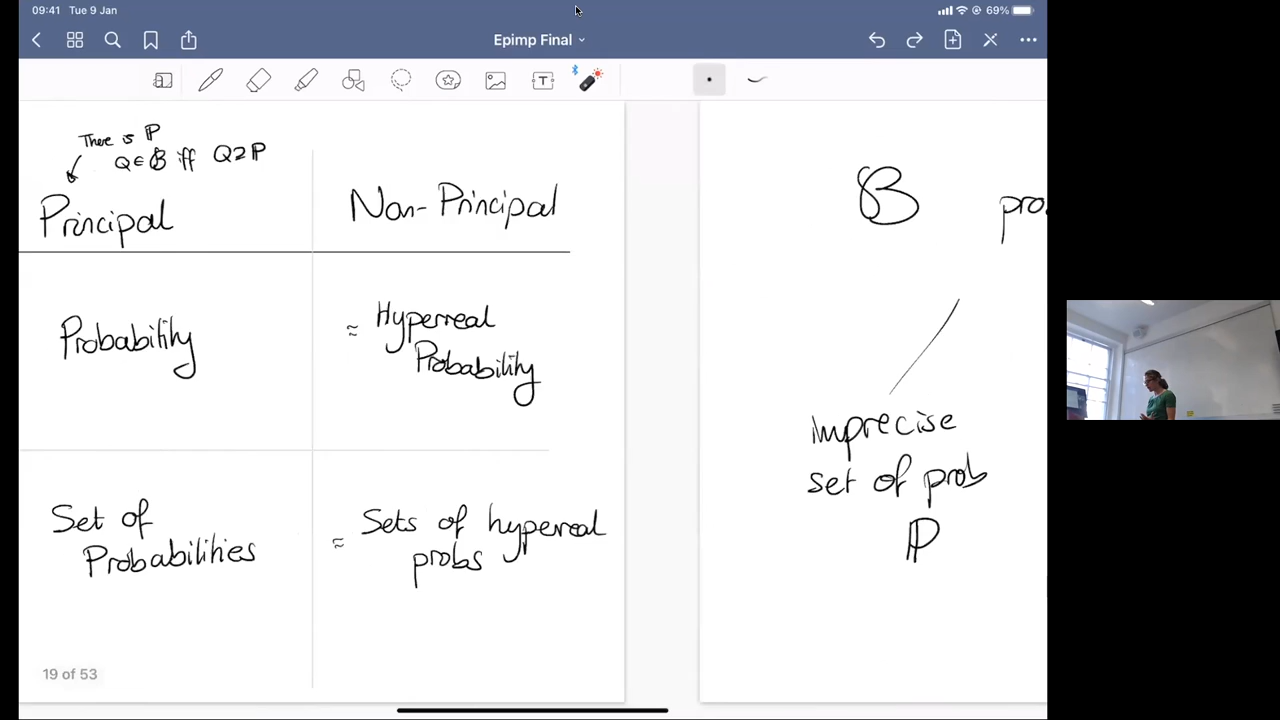 09:41 Tue 9 Jan
69%
Epimp Final
There is ℙ
Q∈ℬ iff Q⊇ℙ
Principal
Non-Principal
Probability
≈ Hyperreal
Probability
Set of
Probabilities
≈ Sets of hyperreal
probs
19 of 53
ℬ
Imprecise
set of prob
ℙ